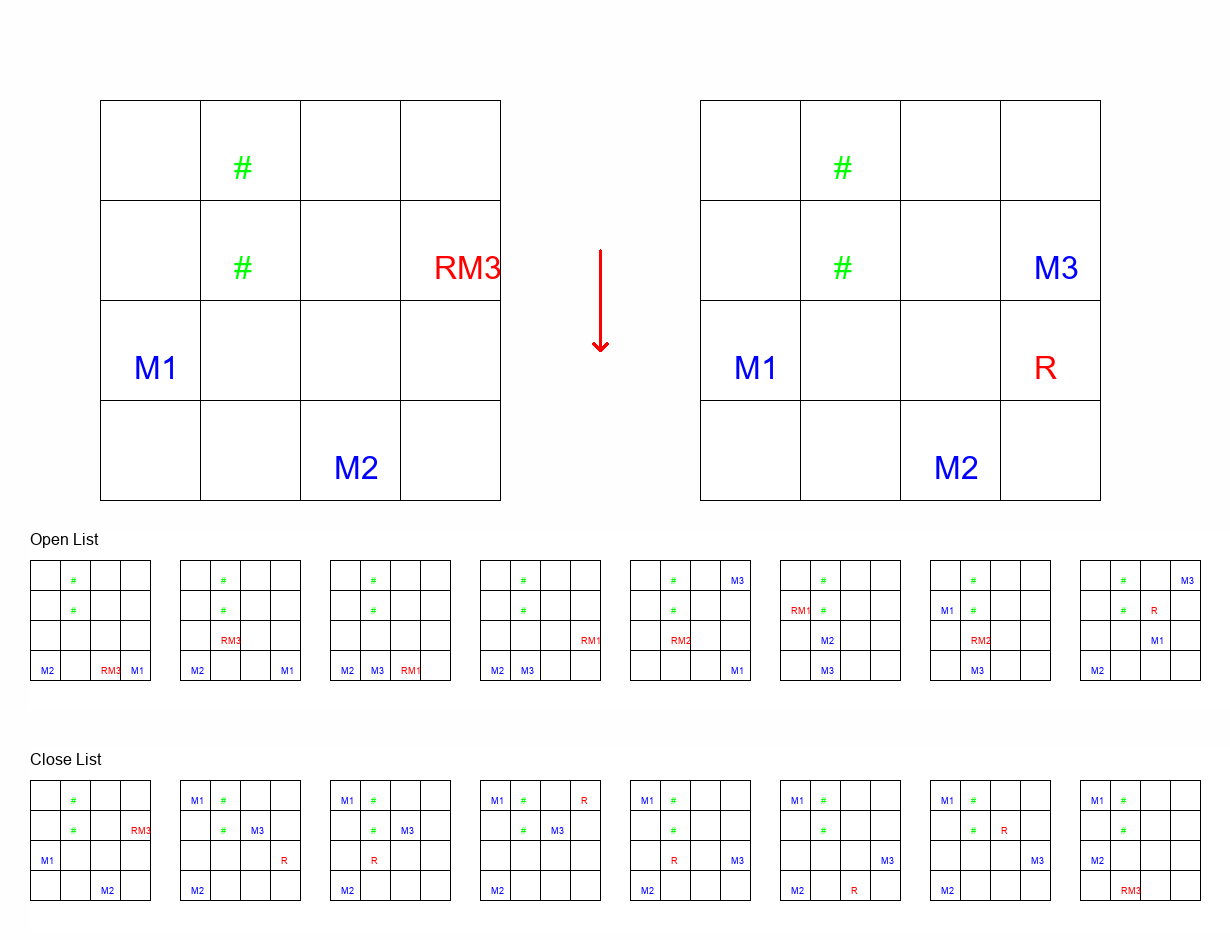 # #
# RM3 # M3
M1 M1 R
M2 M2
Open List
# # # # # M3 # # # M3
# # # # # RM1 # M1 # # R
RM3 RM1 RM2 M2 RM2 M1
M2 RM3 M1 M2 M1 M2 M3 RM1 M2 M3 M1 M3 M3 M2
Close List
# M1 # M1 # M1 # R M1 # M1 # M1 # M1 #
# RM3 # M3 # M3 # M3 # # # R #
M1 R R R M3 M3 M3 M2
M2 M2 M2 M2 M2 M2 R M2 RM3